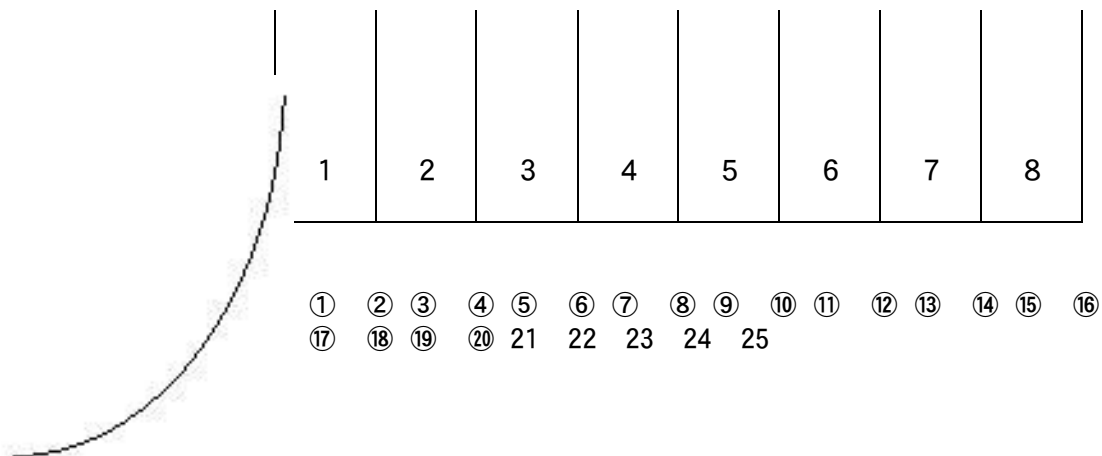 1 2 3 4 5 6 7 8
① ② ③ ④ ⑤ ⑥ ⑦ ⑧ ⑨ ⑩ ⑪ ⑫ ⑬ ⑭ ⑮ ⑯
⑰ ⑱ ⑲ ⑳ 21 22 23 24 25